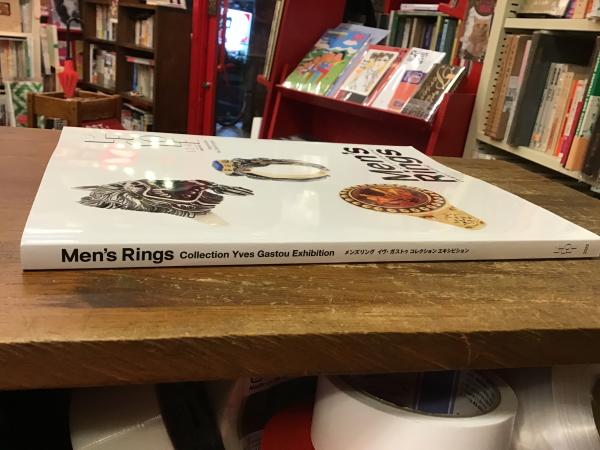 Men's
Rings
Men's Rings Collection Yves Gastou Exhibition メンズリング イヴ・ガストゥ コレクション エキシビション